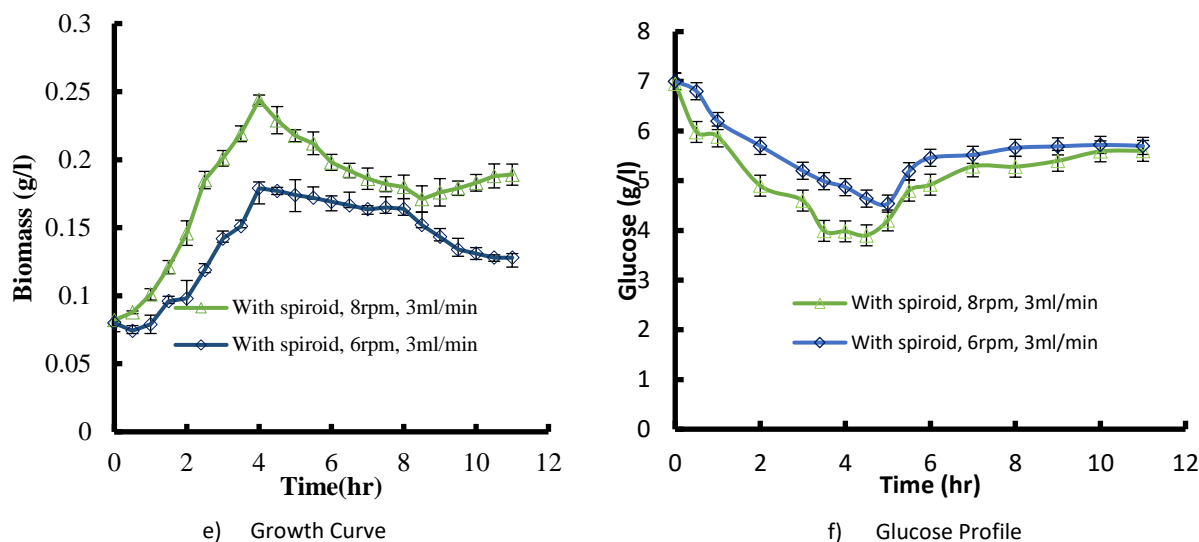 0.3
0.25
0.2
0.15
0.1
0.05
0
Biomass (g/l)
With spiroid, 8rpm, 3ml/min
With spiroid, 6rpm, 3ml/min
0 2 4 6 8 10 12
Time(hr)
e) Growth Curve
8
7
6
5
4
3
2
1
0
Glucose (g/l)
With spiroid, 8rpm, 3ml/min
With spiroid, 6rpm, 3ml/min
0 2 4 6 8 10 12
Time (hr)
f) Glucose Profile